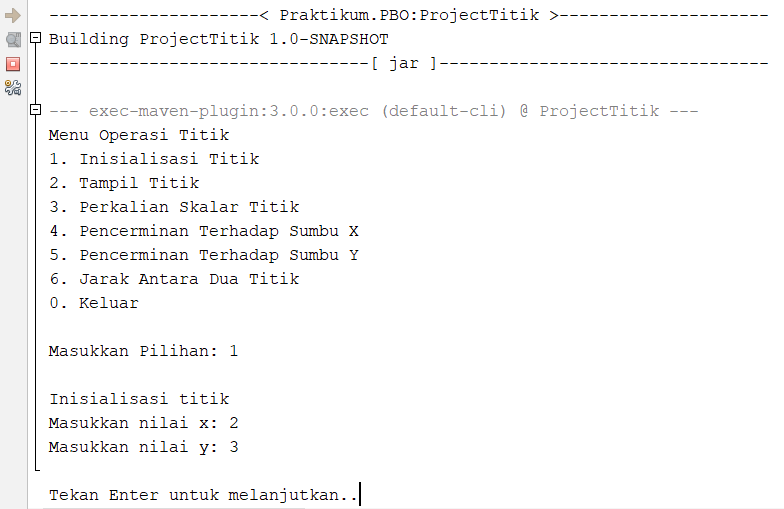 ---------------------< Praktikum.PBO:ProjectTitik >---------------------
Building ProjectTitik 1.0-SNAPSHOT
--------------------------------[ jar ]---------------------------------
--- exec-maven-plugin:3.0.0:exec (default-cli) @ ProjectTitik ---
Menu Operasi Titik
1. Inisialisasi Titik
2. Tampil Titik
3. Perkalian Skalar Titik
4. Pencerminan Terhadap Sumbu X
5. Pencerminan Terhadap Sumbu Y
6. Jarak Antara Dua Titik
0. Keluar
Masukkan Pilihan: 1
Inisialisasi titik
Masukkan nilai x: 2
Masukkan nilai y: 3
Tekan Enter untuk melanjutkan..